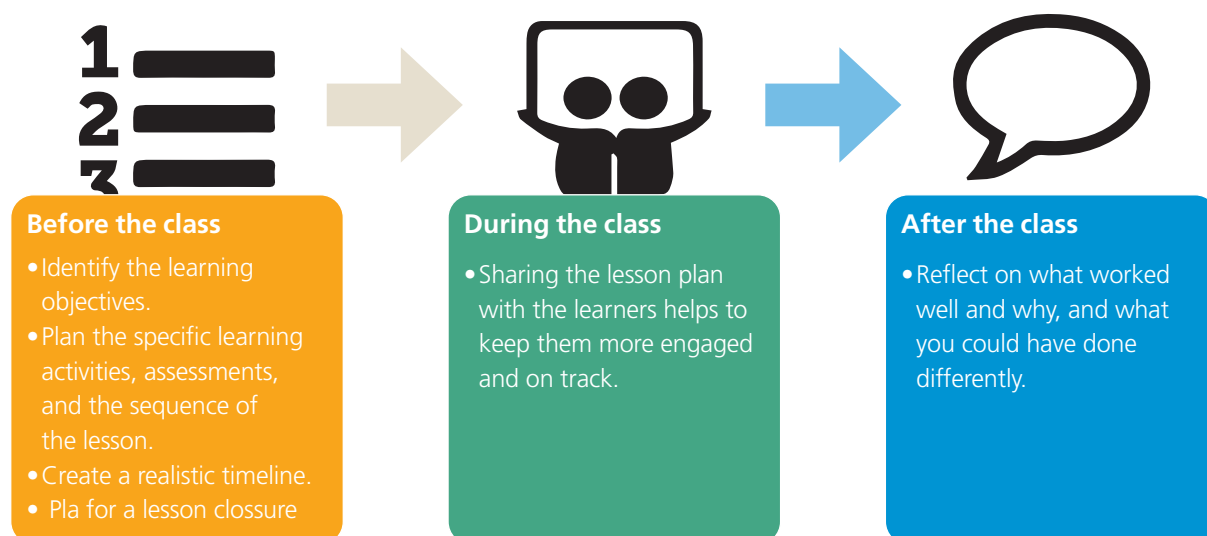 1
2
3
Before the class
• Identify the learning
objectives.
• Plan the specific learning
activities, assessments,
and the sequence of
the lesson.
• Create a realistic timeline.
• Pla for a lesson clossure
During the class
• Sharing the lesson plan
with the learners helps to
keep them more engaged
and on track.
After the class
• Reflect on what worked
well and why, and what
you could have done
differently.